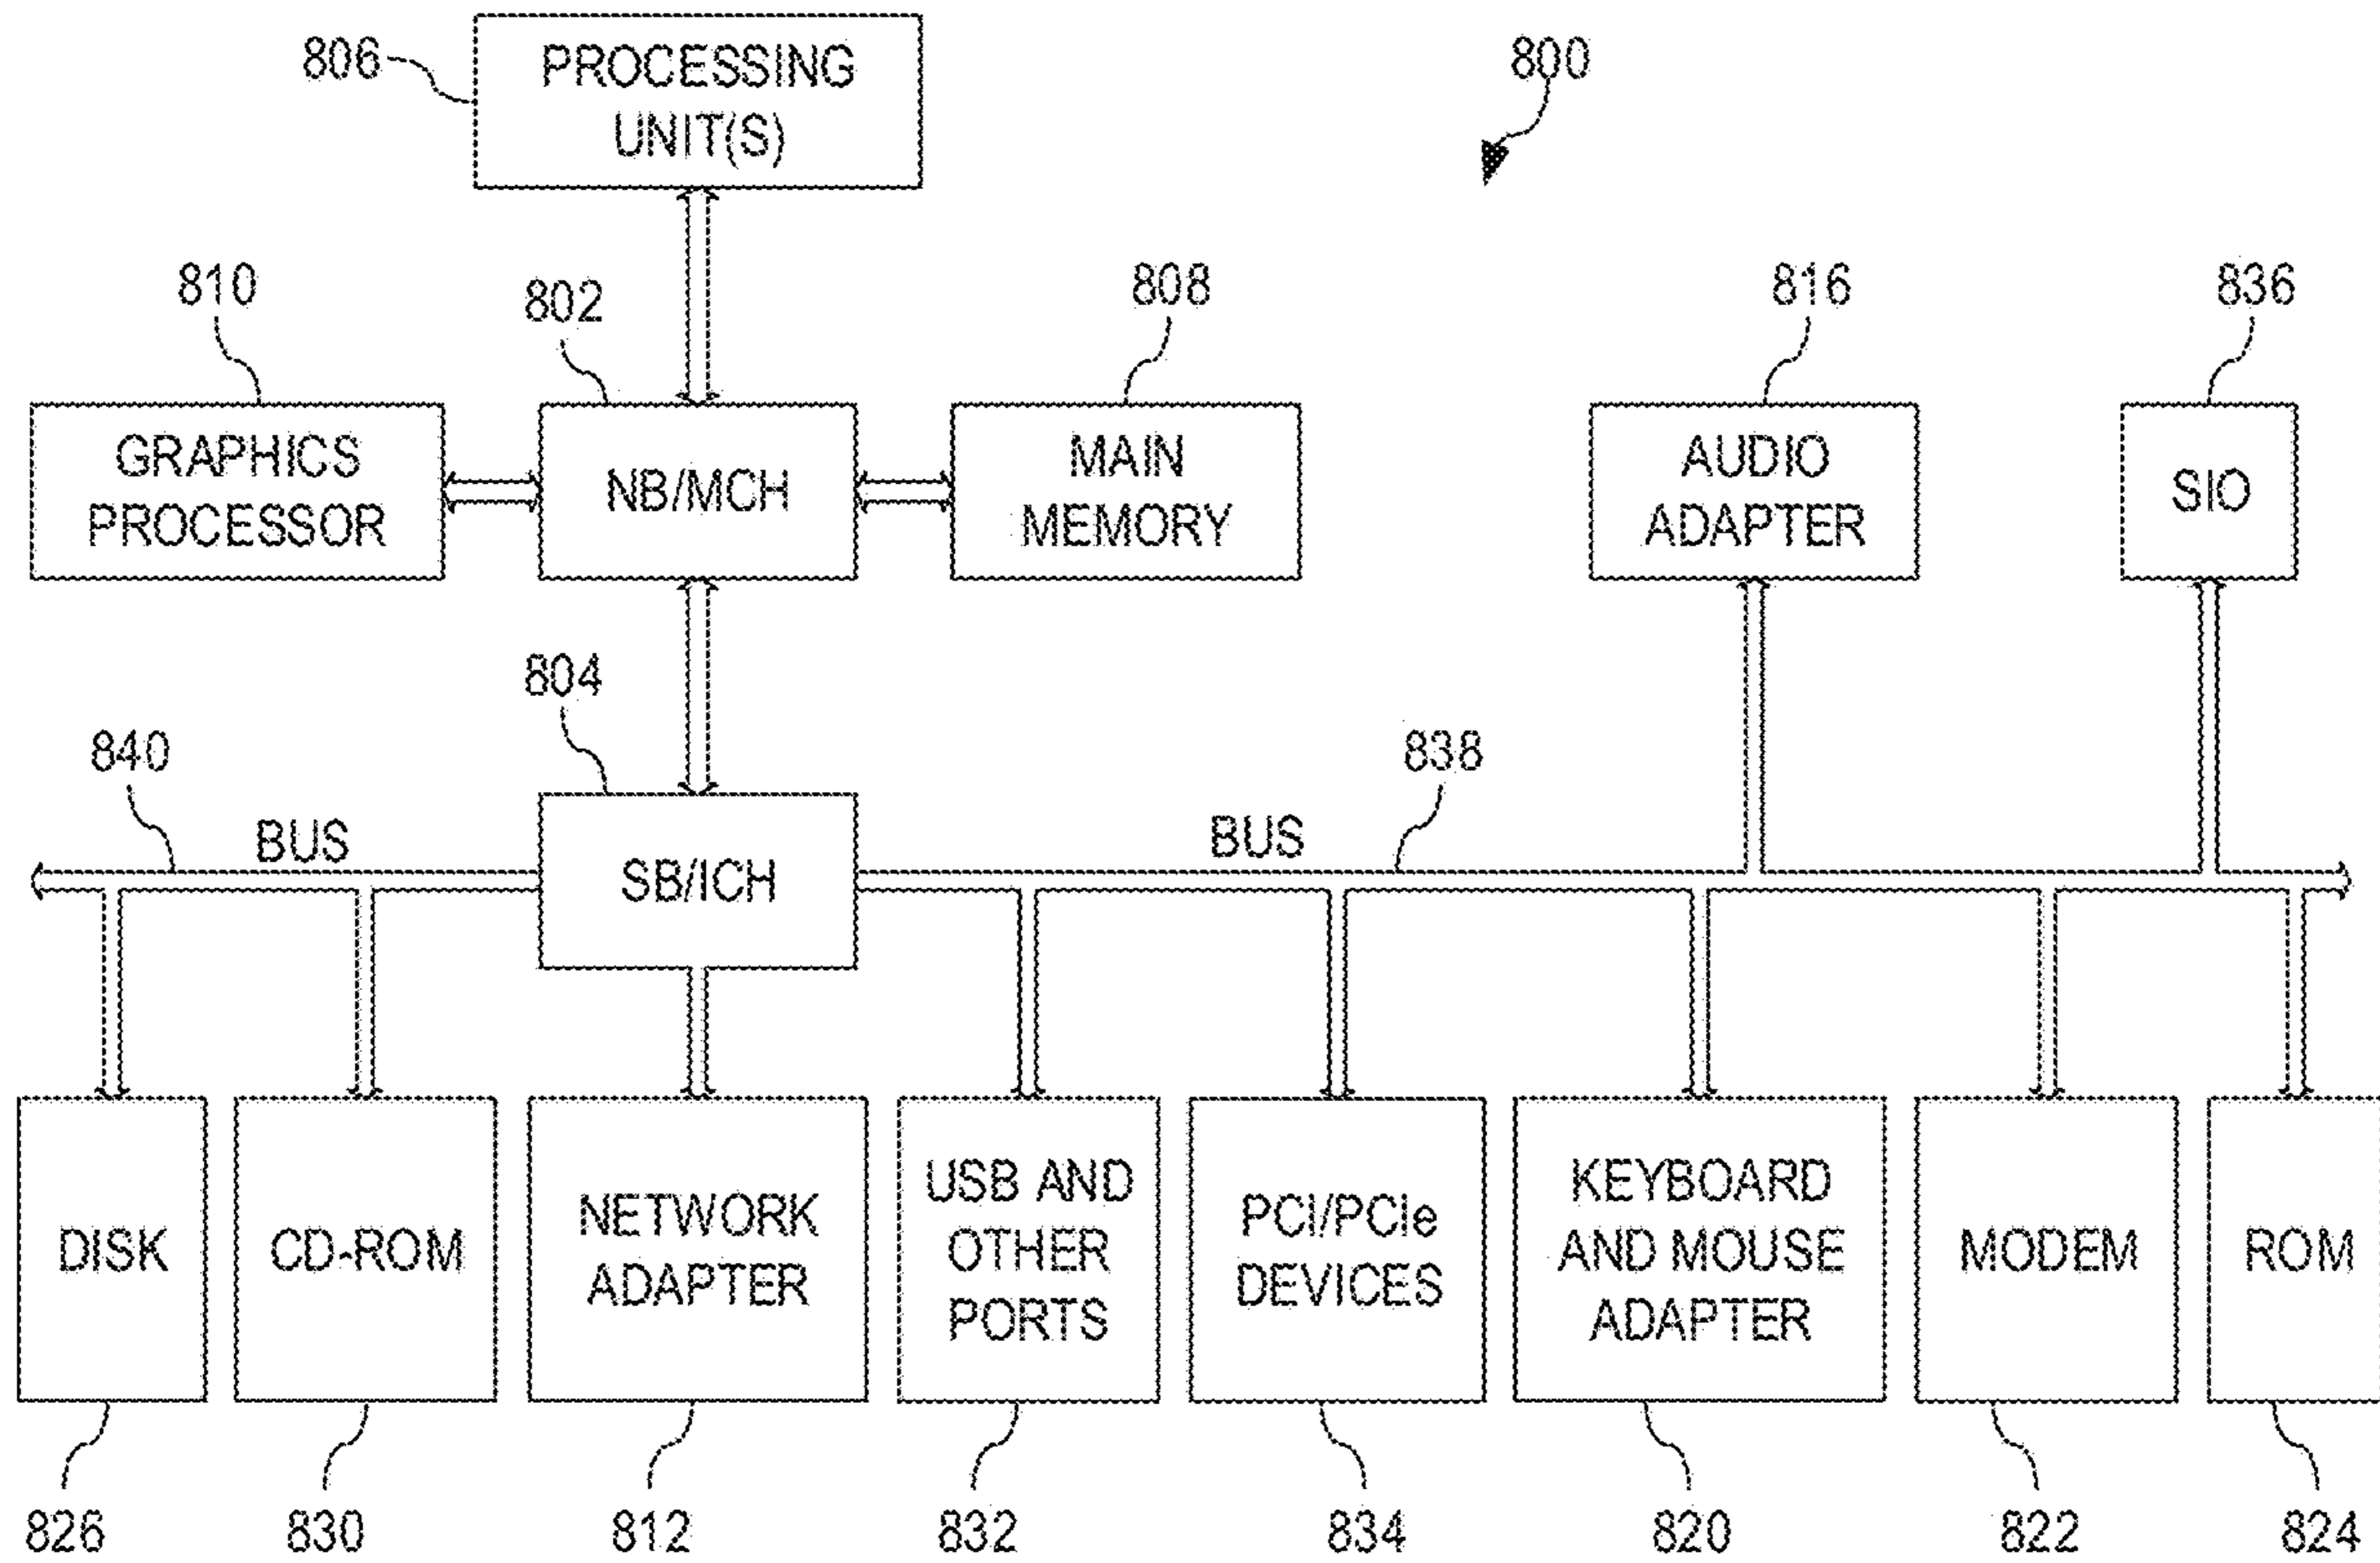 806
PROCESSING
UNIT(S)
800
810
802
808
816
836
GRAPHICS
PROCESSOR
NB/MCH
MAIN
MEMORY
AUDIO
ADAPTER
SIO
804
840
838
BUS
SB/ICH
BUS
DISK
CD-ROM
NETWORK
ADAPTER
USB AND
OTHER
PORTS
PCI/PCIe
DEVICES
KEYBOARD
AND MOUSE
ADAPTER
MODEM
ROM
826
830
812
832
834
820
822
824